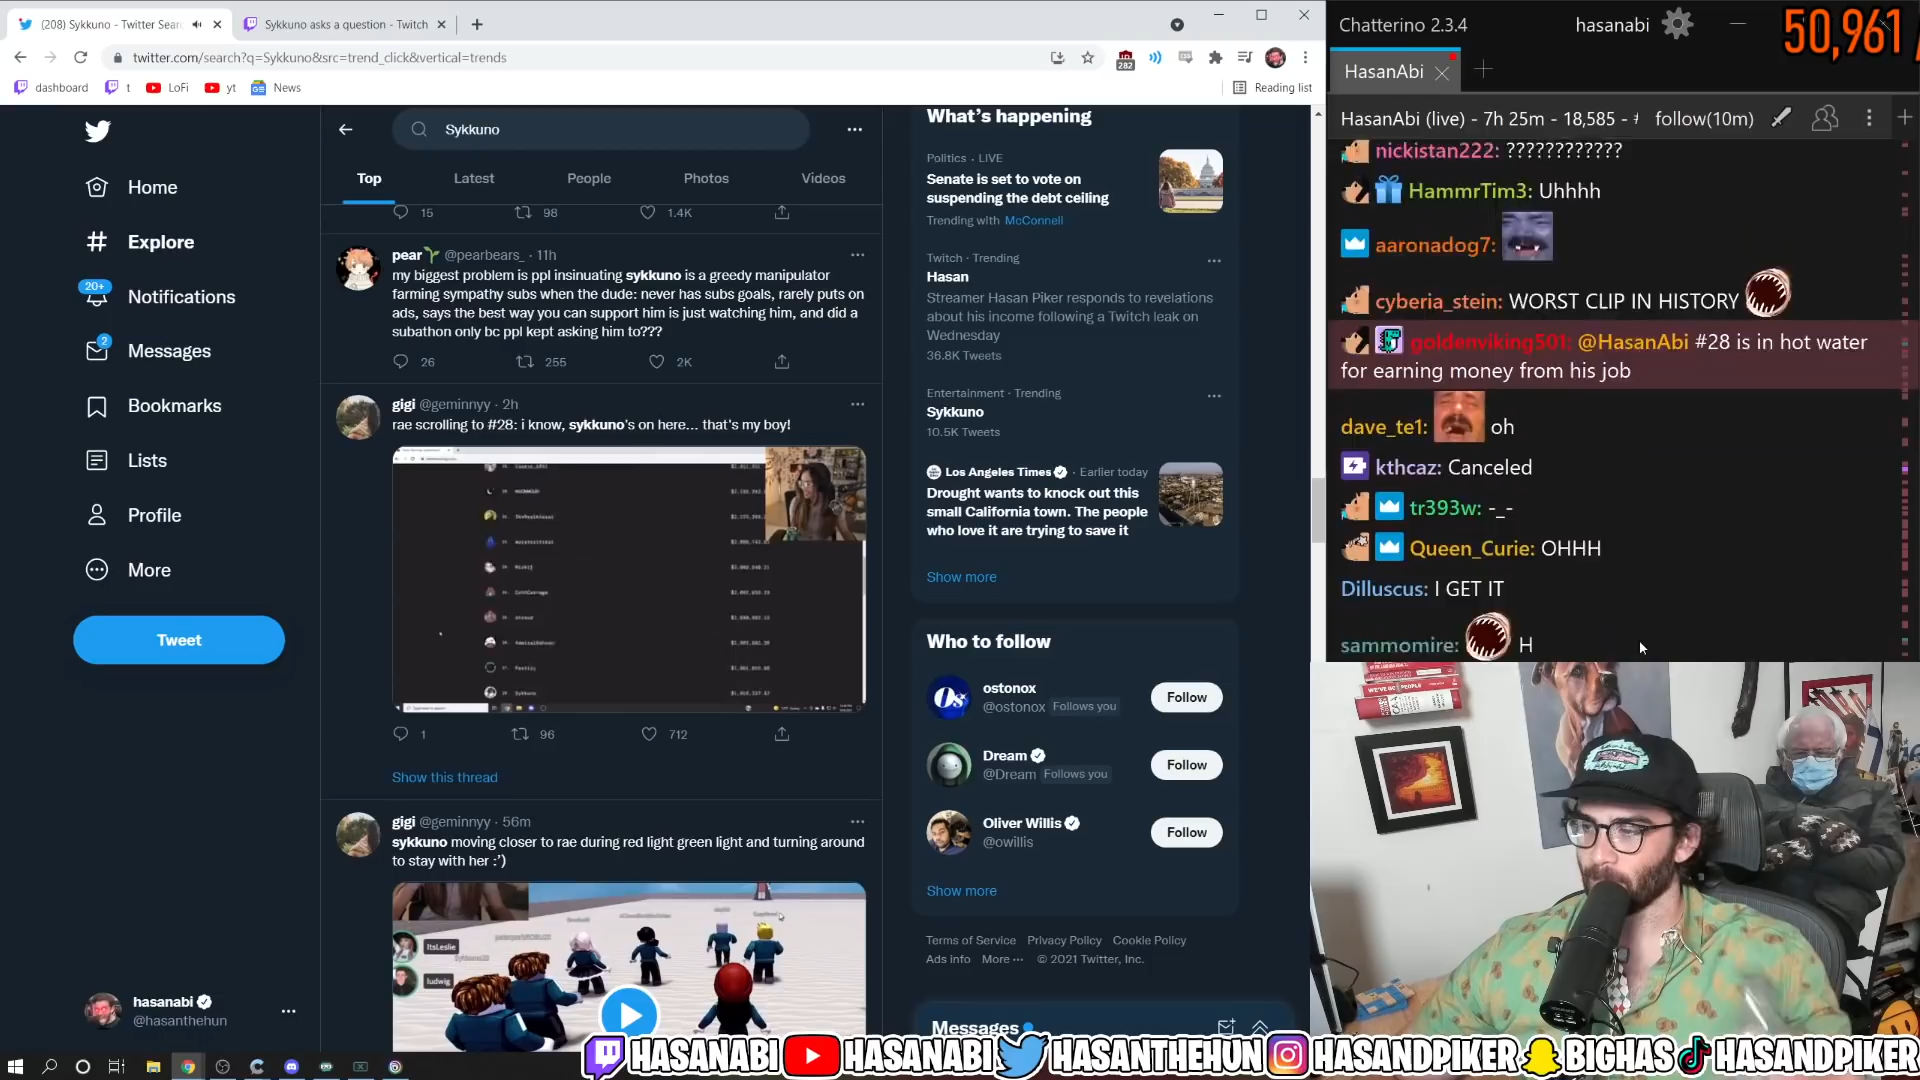 (208) Sykkuno - Twitter Searc
Sykkuno asks a question - Twitch
twitter.com/search?q=Sykkuno&src=trend_click&vertical=trends
282
dashboard
t
LoFi
yt
News
Reading list
Home
Explore
20+
Notifications
2
Messages
Bookmarks
Lists
Profile
More
Tweet
hasanabi
@hasanthehun
Sykkuno
Top
Latest
People
Photos
Videos
15
98
1.4K
pear @pearbears_ · 11h
my biggest problem is ppl insinuating sykkuno is a greedy manipulator
farming sympathy subs when the dude: never has subs goals, rarely puts on
ads, says the best way you can support him is just watching him, and did a
subathon only bc ppl kept asking him to???
26
255
2K
gigi @geminnyy · 2h
rae scrolling to #28: i know, sykkuno's on here... that's my boy!
1
96
712
Show this thread
gigi @geminnyy · 56m
sykkuno moving closer to rae during red light green light and turning around
to stay with her :')
ItsLeslie
ludwig
What's happening
Politics · LIVE
Senate is set to vote on
suspending the debt ceiling
Trending with McConnell
Twitch · Trending
Hasan
Streamer Hasan Piker responds to revelations
about his income following a Twitch leak on
Wednesday
36.8K Tweets
Entertainment · Trending
Sykkuno
10.5K Tweets
Los Angeles Times · Earlier today
Drought wants to knock out this
small California town. The people
who love it are trying to save it
Show more
Who to follow
ostonox
@ostonox Follows you
Follow
Dream
@Dream Follows you
Follow
Oliver Willis
@owillis
Follow
Show more
Terms of Service Privacy Policy Cookie Policy
Ads info More ··· © 2021 Twitter, Inc.
Messages
Chatterino 2.3.4
hasanabi
50,961
HasanAbi
HasanAbi (live) - 7h 25m - 18,585 -
follow(10m)
nickistan222: ????????????
HammrTim3: Uhhhh
aaronadog7:
cyberia_stein: WORST CLIP IN HISTORY
goldenviking501: @HasanAbi #28 is in hot water
for earning money from his job
dave_te1: oh
kthcaz: Canceled
tr393w: -_-
Queen_Curie: OHHH
Dilluscus: I GET IT
sammomire: H
HASANABI
HASANABI
HASANTHEHUN
HASANDPIKER
BIGHAS
HASANDPIKER